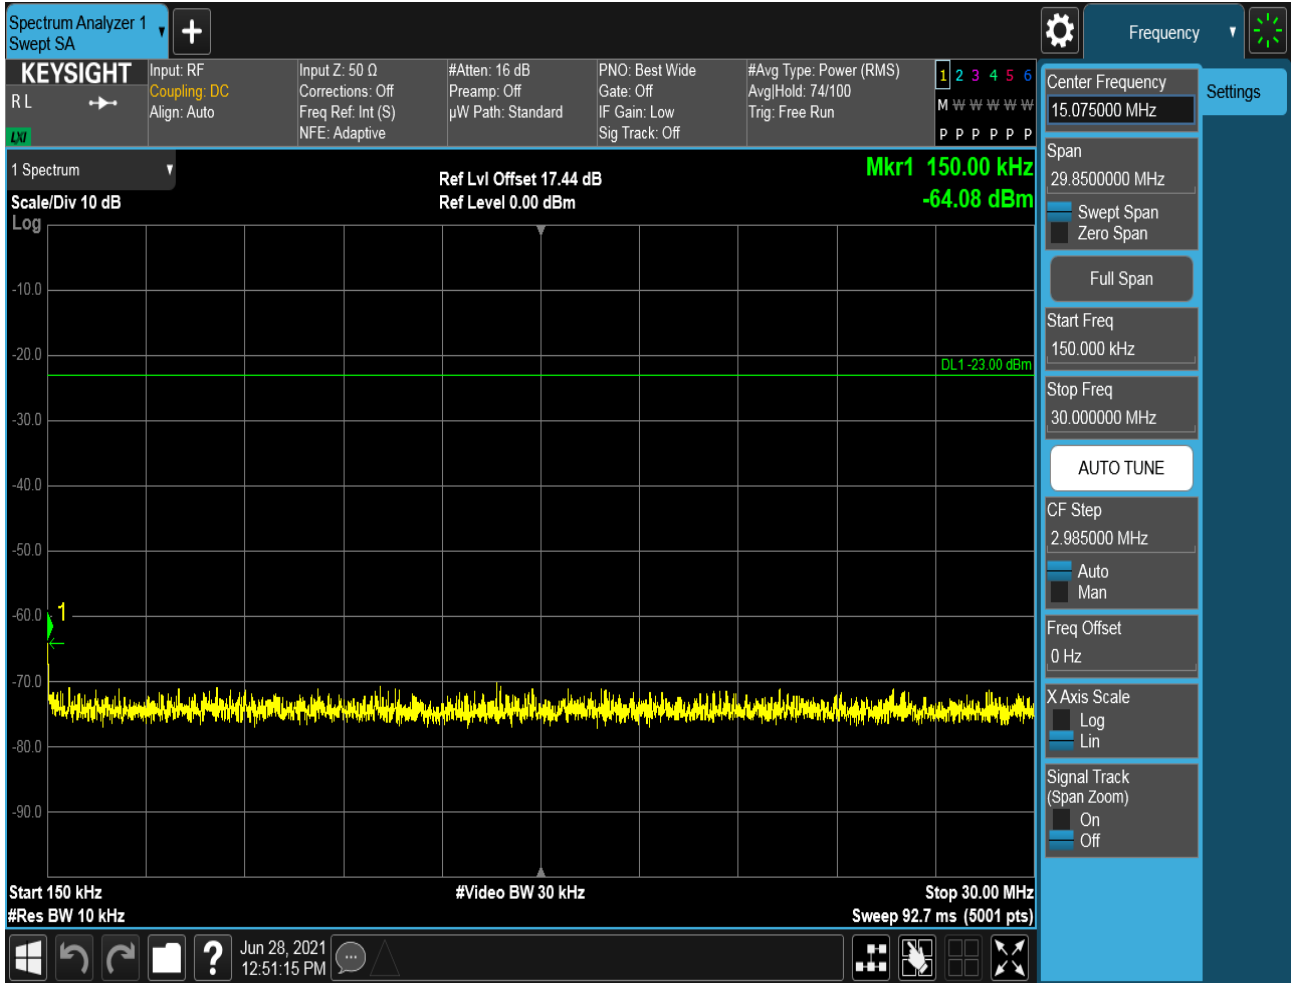 Spectrum Analyzer 1
Swept SA
Frequency
KEYSIGHT
R L
LXI
Input: RF
Coupling: DC
Align: Auto
Input Z: 50 Ω
Corrections: Off
Freq Ref: Int (S)
NFE: Adaptive
#Atten: 16 dB
Preamp: Off
µW Path: Standard
PNO: Best Wide
Gate: Off
IF Gain: Low
Sig Track: Off
#Avg Type: Power (RMS)
Avg|Hold: 74/100
Trig: Free Run
1 2 3 4 5 6
M W W W W W
P P P P P P
1 Spectrum
Scale/Div 10 dB
Log
Ref Lvl Offset 17.44 dB
Ref Level 0.00 dBm
Mkr1 150.00 kHz
-64.08 dBm
-10.0
-20.0
DL1 -23.00 dBm
-30.0
-40.0
-50.0
-60.0
1
-70.0
-80.0
-90.0
Start 150 kHz
#Video BW 30 kHz
Stop 30.00 MHz
#Res BW 10 kHz
Sweep 92.7 ms (5001 pts)
Center Frequency
15.075000 MHz
Settings
Span
29.8500000 MHz
Swept Span
Zero Span
Full Span
Start Freq
150.000 kHz
Stop Freq
30.000000 MHz
AUTO TUNE
CF Step
2.985000 MHz
Auto
Man
Freq Offset
0 Hz
X Axis Scale
Log
Lin
Signal Track
(Span Zoom)
On
Off
?
Jun 28, 2021
12:51:15 PM